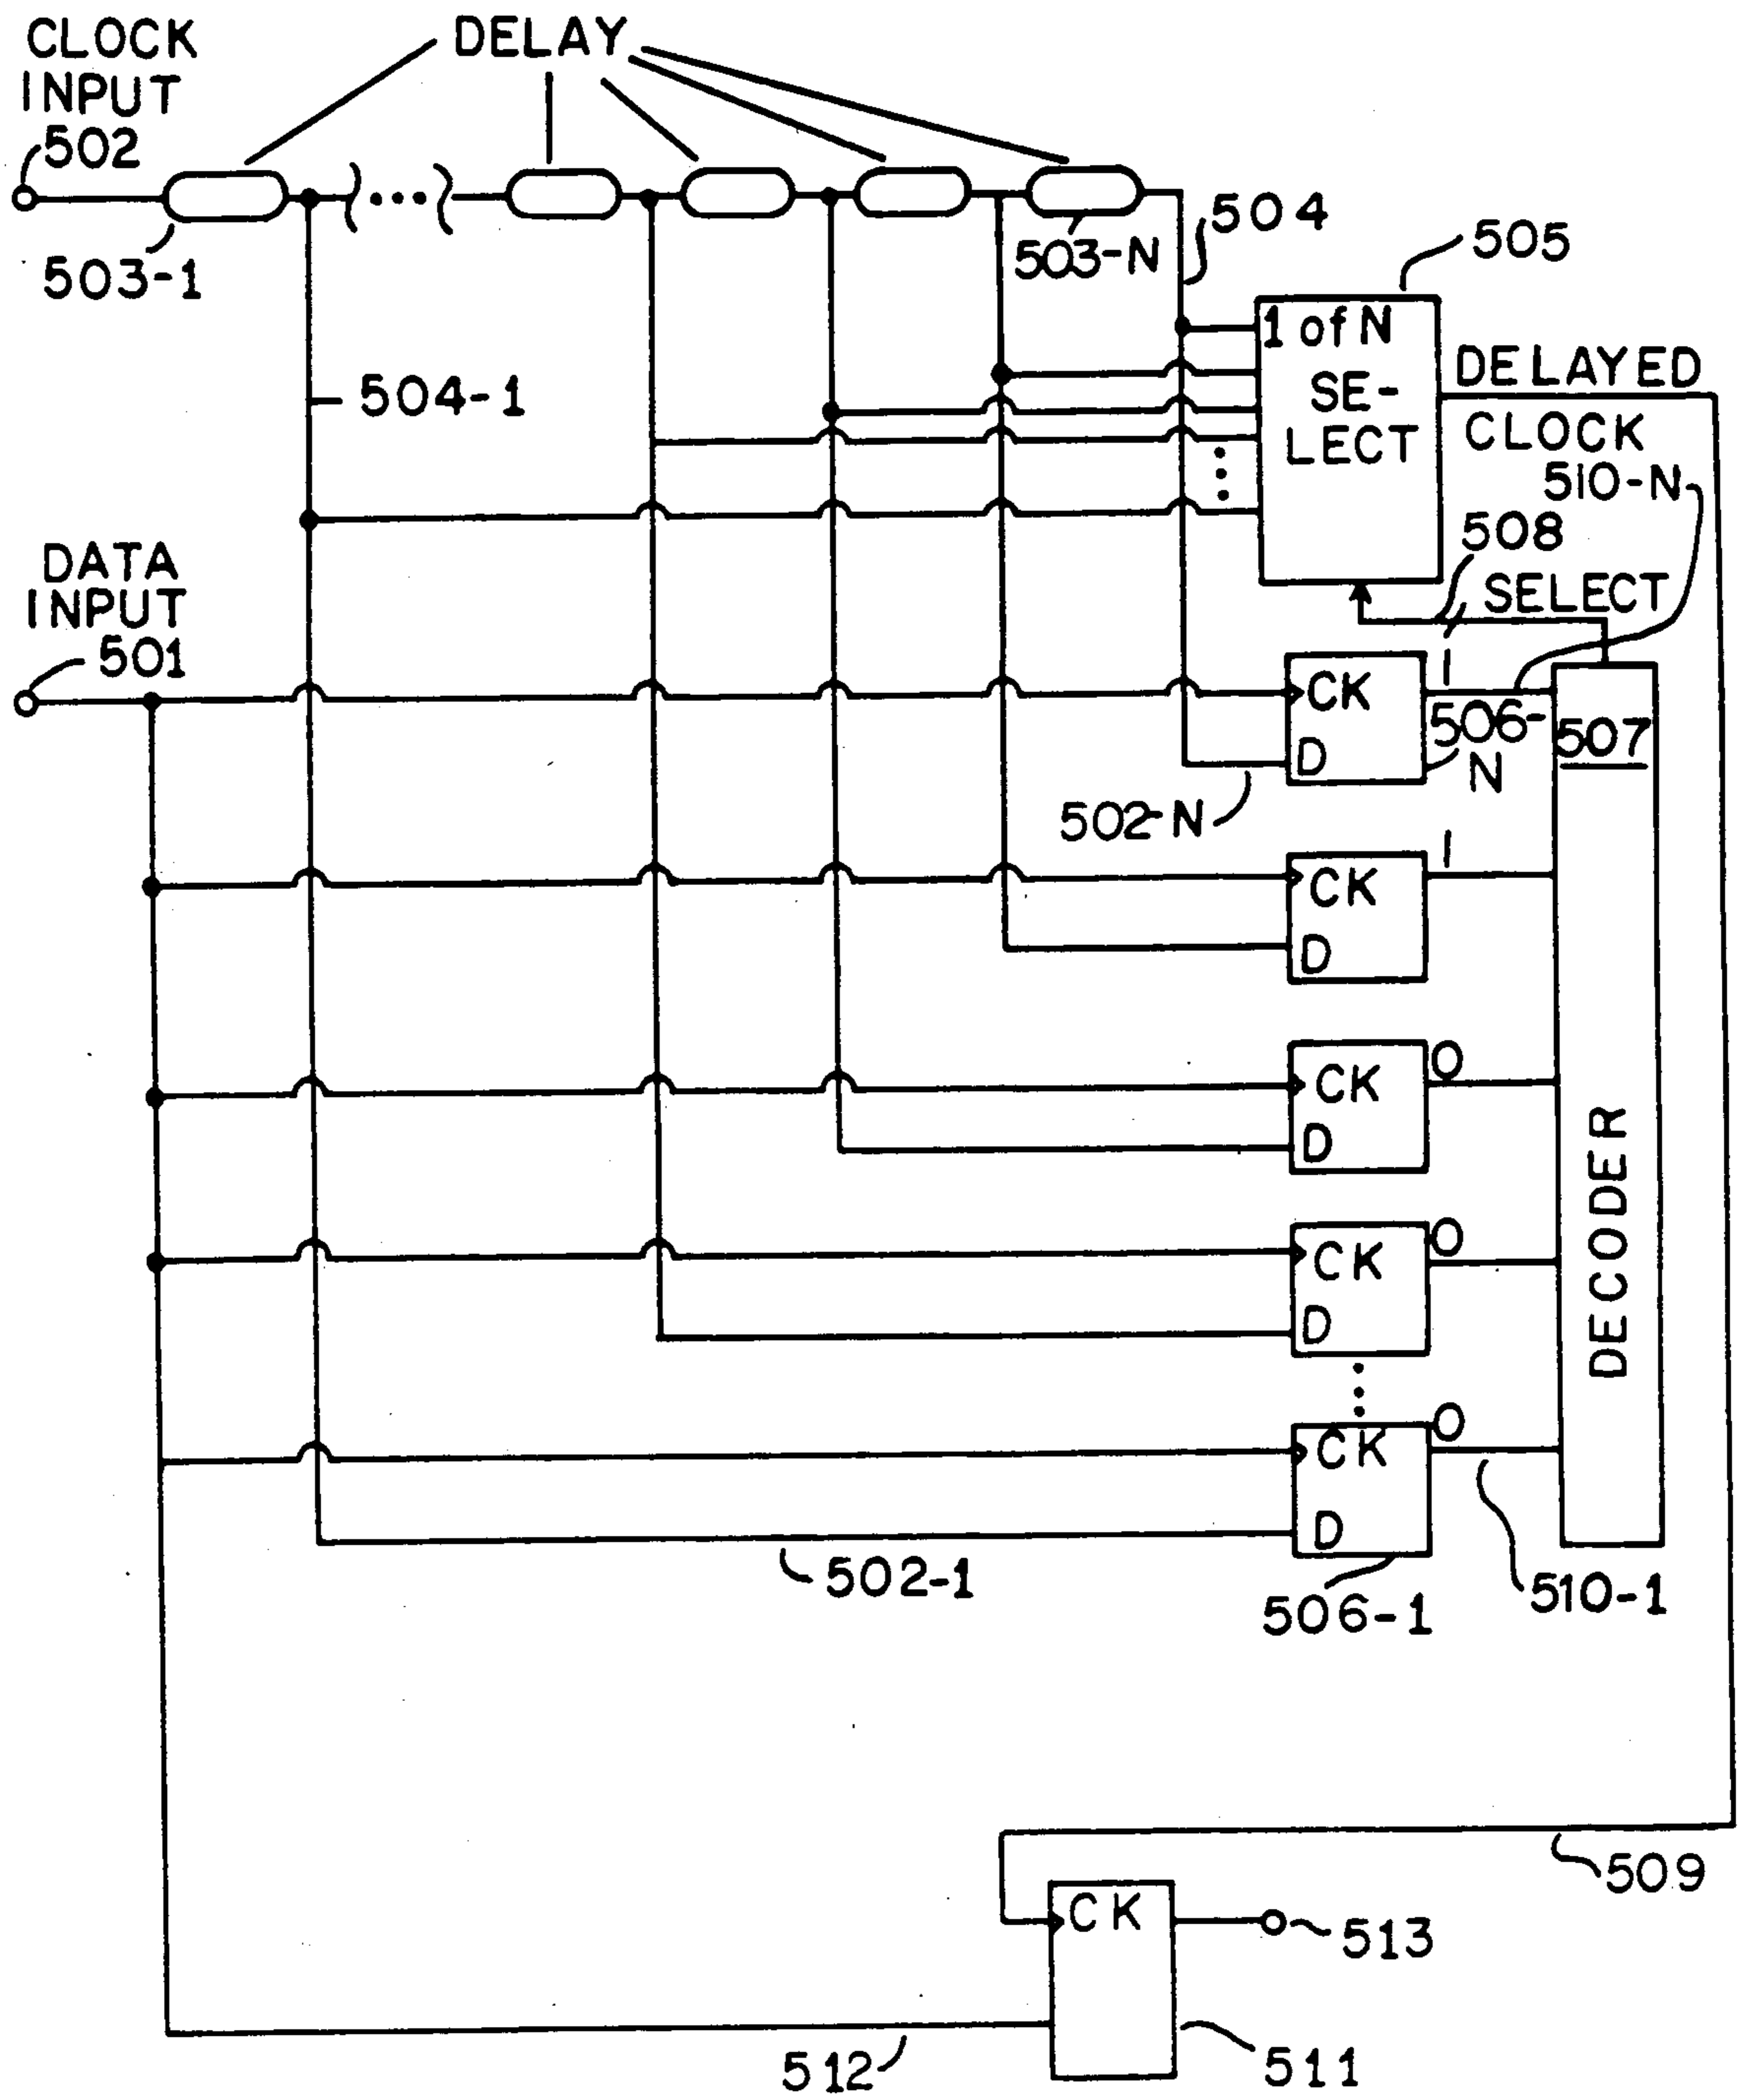 CLOCK
INPUT
502
DELAY
503-1
503-N
504
505
504-1
1 of N
SE-
LECT
DELAYED
CLOCK
510-N
508
SELECT
DATA
INPUT
501
CK
D
1
506-
N
507
502-N
CK
D
1
CK
D
0
CK
D
0
CK
D
0
DECODER
502-1
506-1
510-1
509
CK
513
512
511